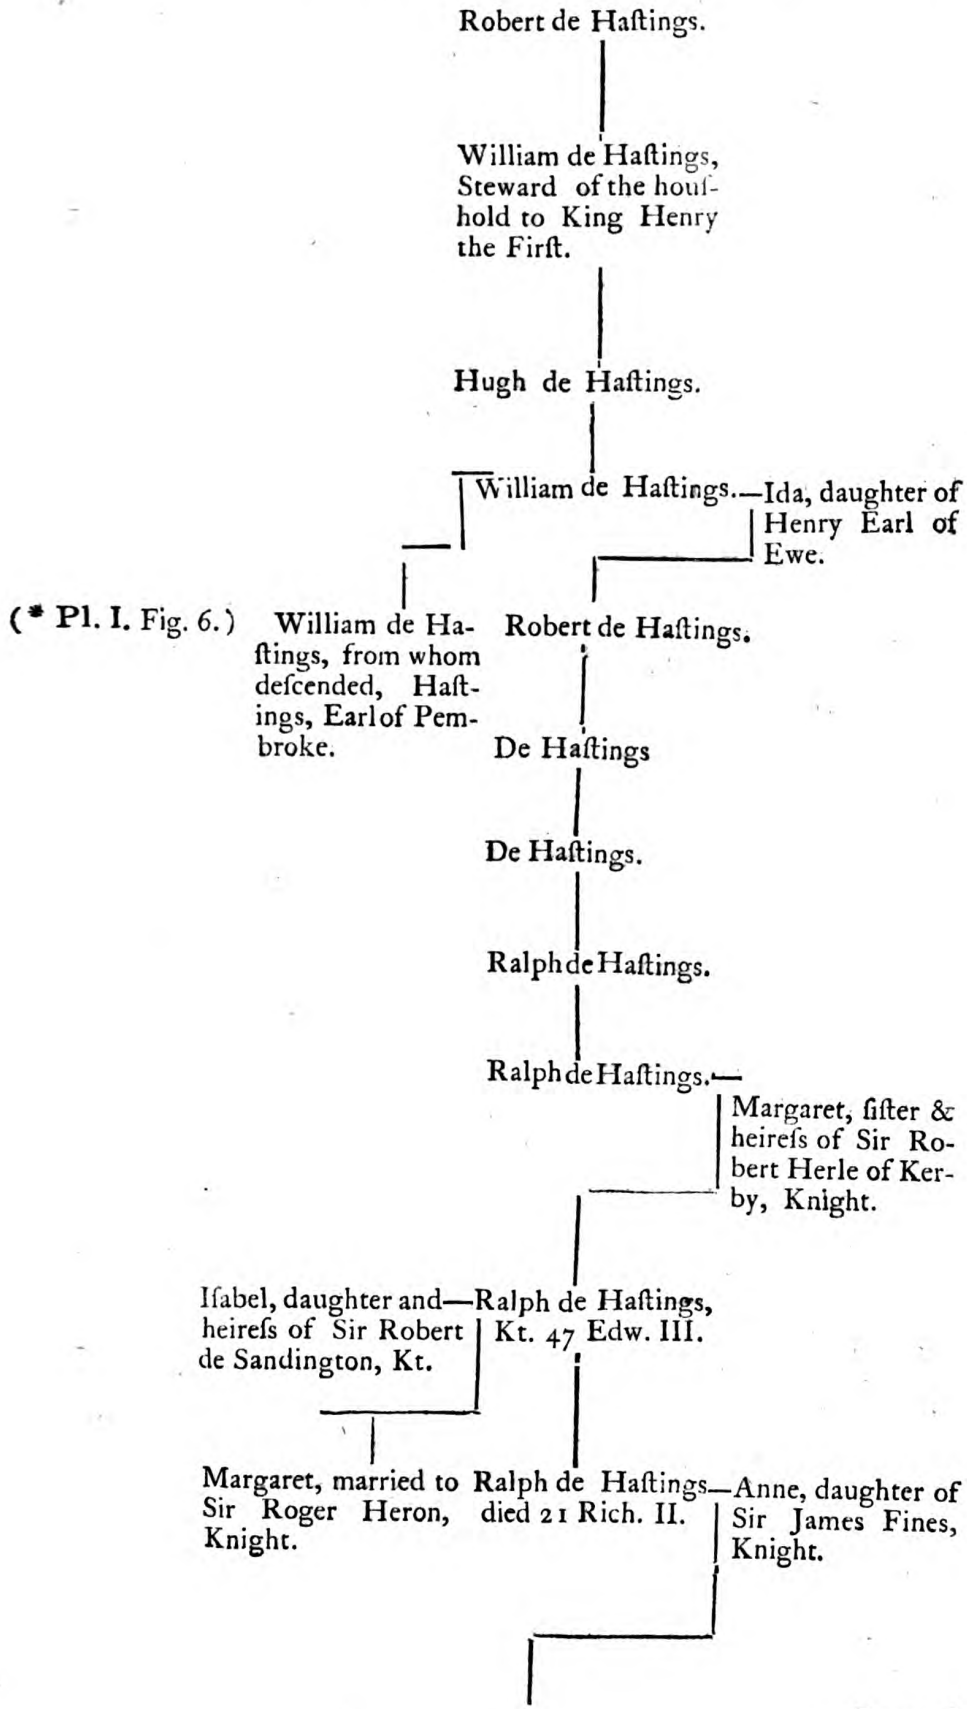 Robert de Haſtings.
William de Haſtings,
Steward of the houſ-
hold to King Henry
the Firſt.
Hugh de Haſtings.
William de Haſtings.—Ida, daughter of
Henry Earl of
Ewe.
(* Pl. I. Fig. 6.)
William de Ha-
ſtings, from whom
deſcended, Haſt-
ings, Earl of Pem-
broke.
Robert de Haſtings.
De Haſtings
De Haſtings.
Ralph de Haſtings.
Ralph de Haſtings.—
Margaret, ſiſter &
heireſs of Sir Ro-
bert Herle of Ker-
by, Knight.
Iſabel, daughter and—Ralph de Haſtings,
heireſs of Sir Robert
de Sandington, Kt.
Kt. 47 Edw. III.
Margaret, married to
Sir Roger Heron,
Knight.
Ralph de Haſtings—Anne, daughter of
died 21 Rich. II.
Sir James Fines,
Knight.